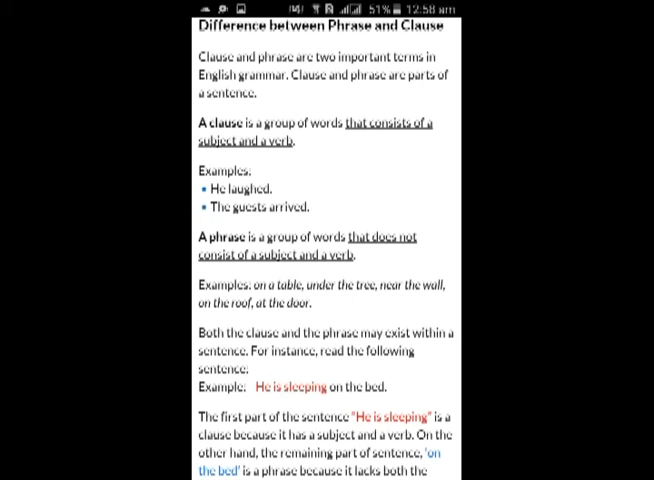 51% 12:58 am
Difference between Phrase and Clause
Clause and phrase are two important terms in
English grammar. Clause and phrase are parts of
a sentence.
A clause is a group of words that consists of a
subject and a verb.
Examples:
• He laughed.
• The guests arrived.
A phrase is a group of words that does not
consist of a subject and a verb.
Examples: on a table, under the tree, near the wall,
on the roof, at the door.
Both the clause and the phrase may exist within a
sentence. For instance, read the following
sentence:
Example: He is sleeping on the bed.
The first part of the sentence "He is sleeping" is a
clause because it has a subject and a verb. On the
other hand, the remaining part of sentence, 'on
the bed' is a phrase because it lacks both the